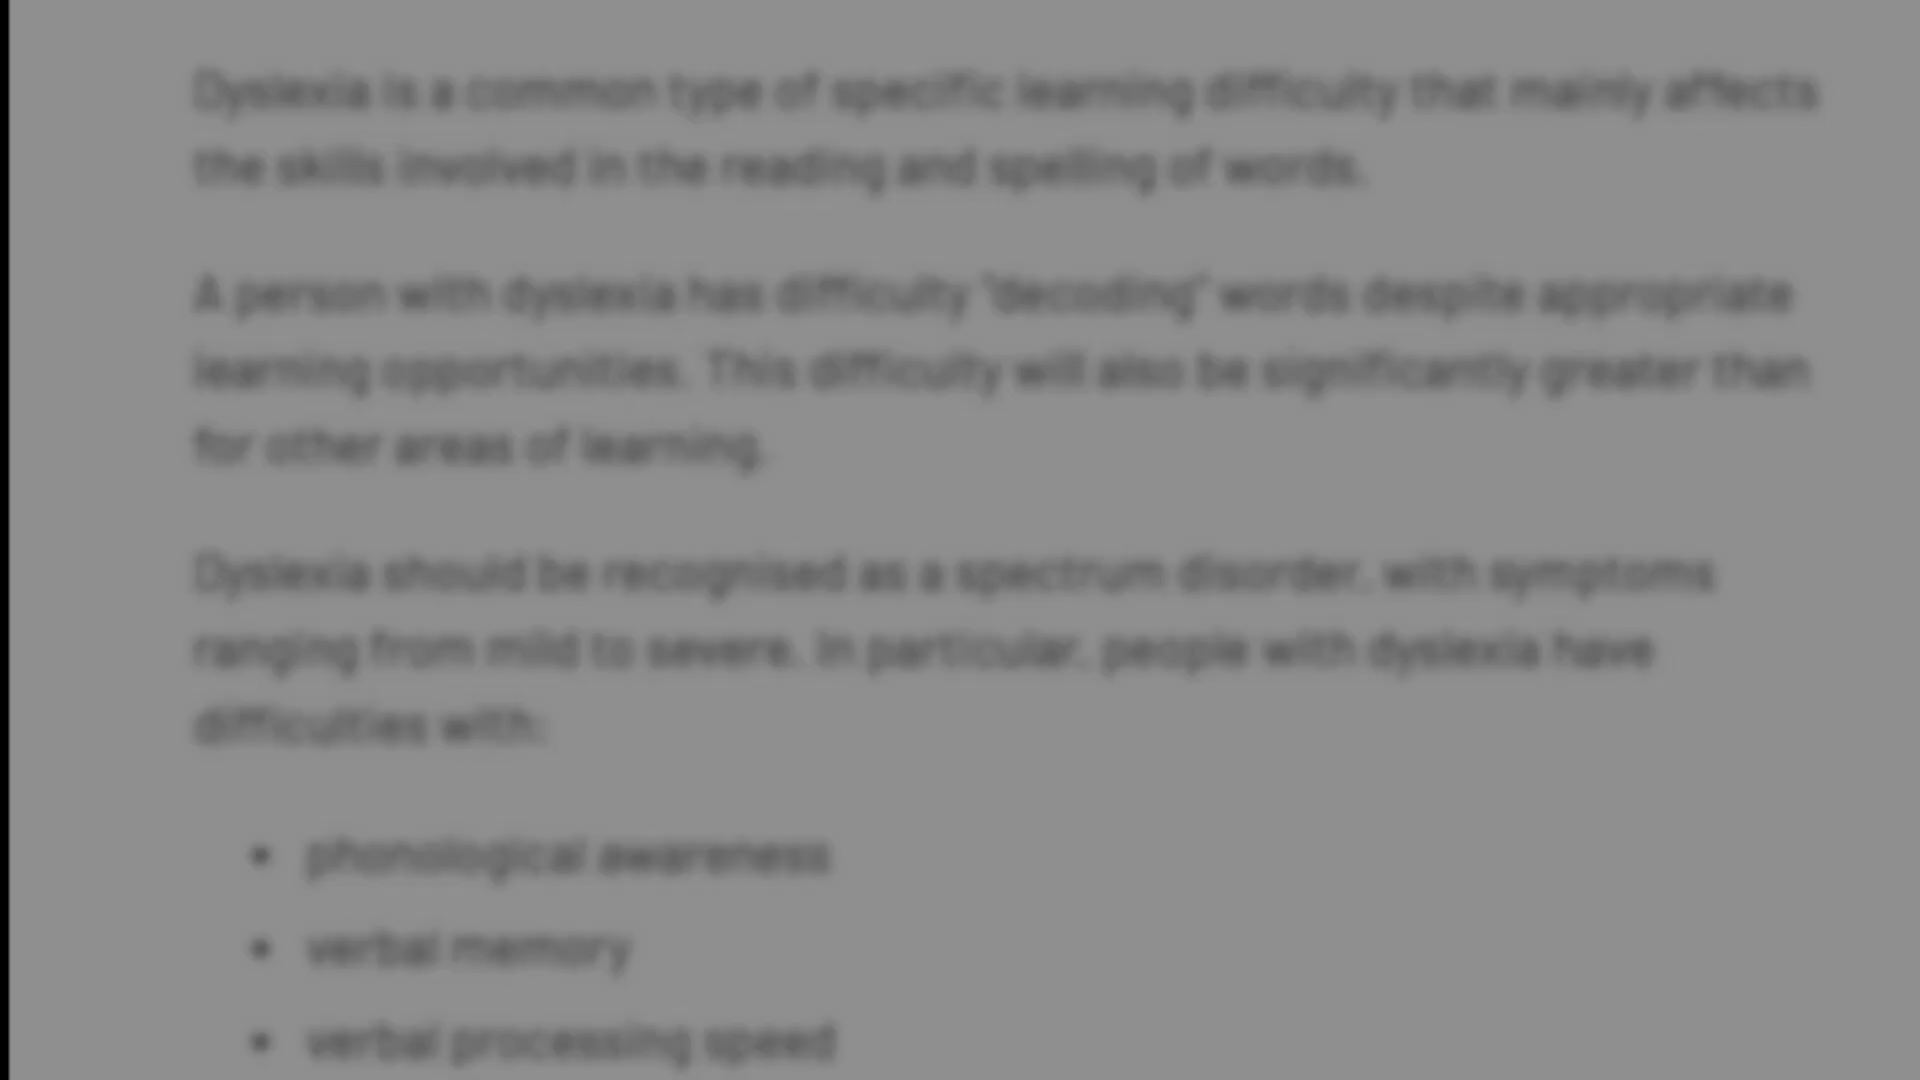 Dyslexia is a common type of specific learning difficulty that mainly affects
the skills involved in the reading and spelling of words.
A person with dyslexia has difficulty "decoding" words despite appropriate
learning opportunities. This difficulty will also be significantly greater than
for other areas of learning.
Dyslexia should be recognised as a spectrum disorder, with symptoms
ranging from mild to severe. In particular, people with dyslexia have
difficulties with:
• phonological awareness
• verbal memory
• verbal processing speed